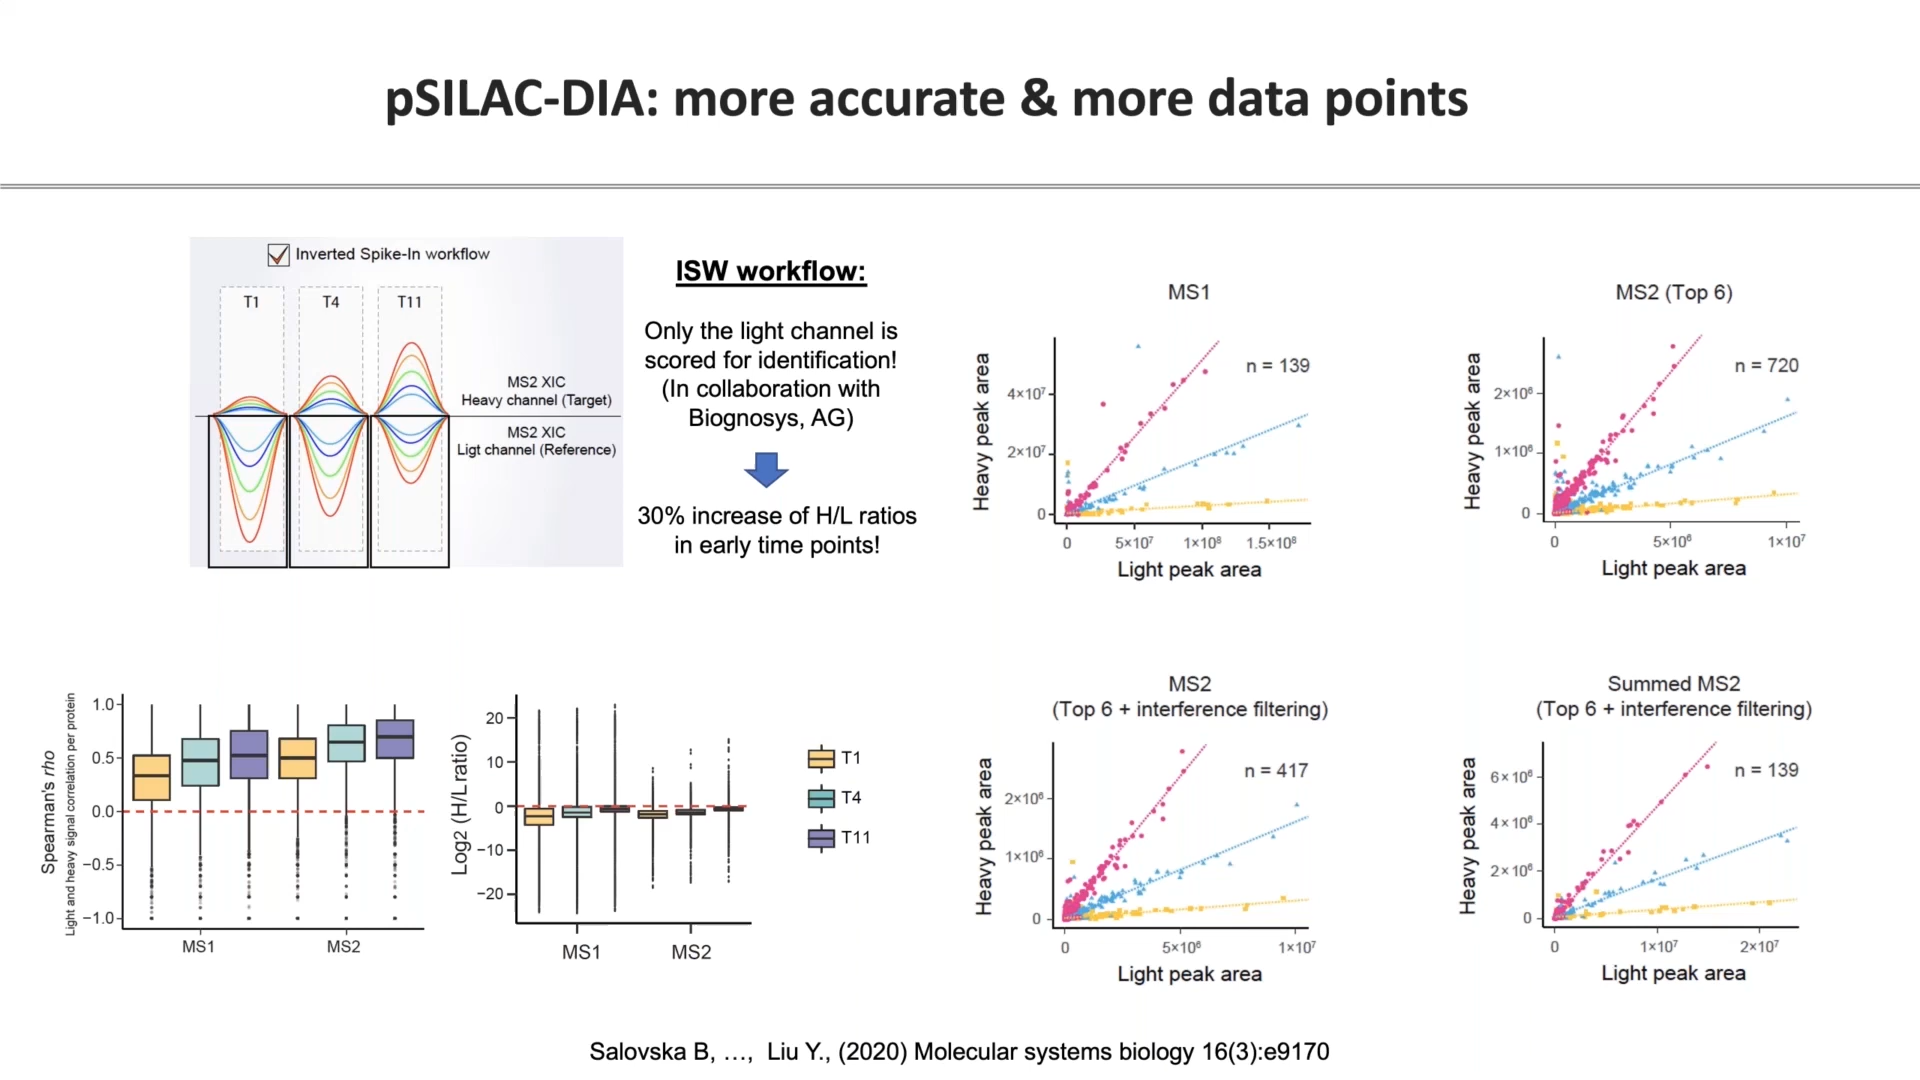 pSILAC-DIA: more accurate & more data points
Inverted Spike-In workflow
T1 T4 T11
MS2 XIC
Heavy channel (Target)
MS2 XIC
Ligt channel (Reference)
ISW workflow:
Only the light channel is
scored for identification!
(In collaboration with
Biognosys, AG)
30% increase of H/L ratios
in early time points!
MS1
n = 139
Heavy peak area
4×10⁷
2×10⁷
0
0 5×10⁷ 1×10⁸ 1.5×10⁸
Light peak area
MS2 (Top 6)
n = 720
Heavy peak area
2×10⁶
1×10⁶
0
0 5×10⁶ 1×10⁷
Light peak area
Spearman's rho
Light and heavy signal correlation per protein
1.0
0.5
0.0
−0.5
−1.0
MS1 MS2
Log2 (H/L ratio)
20
10
0
−10
−20
MS1 MS2
T1
T4
T11
MS2
(Top 6 + interference filtering)
n = 417
Heavy peak area
2×10⁶
1×10⁶
0
0 5×10⁶ 1×10⁷
Light peak area
Summed MS2
(Top 6 + interference filtering)
n = 139
Heavy peak area
6×10⁶
4×10⁶
2×10⁶
0
0 1×10⁷ 2×10⁷
Light peak area
Salovska B, …, Liu Y., (2020) Molecular systems biology 16(3):e9170